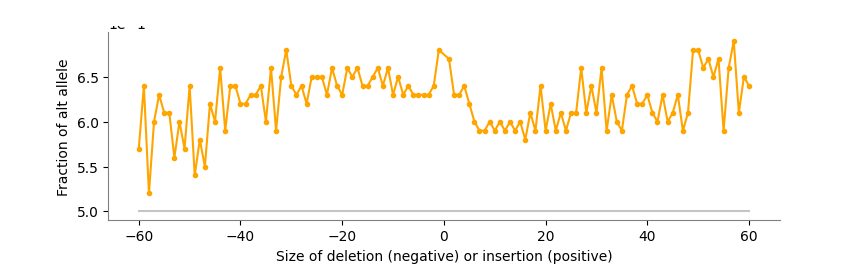 6.5
6.0
5.5
5.0
Fraction of alt allele
−60 −40 −20 0 20 40 60
Size of deletion (negative) or insertion (positive)